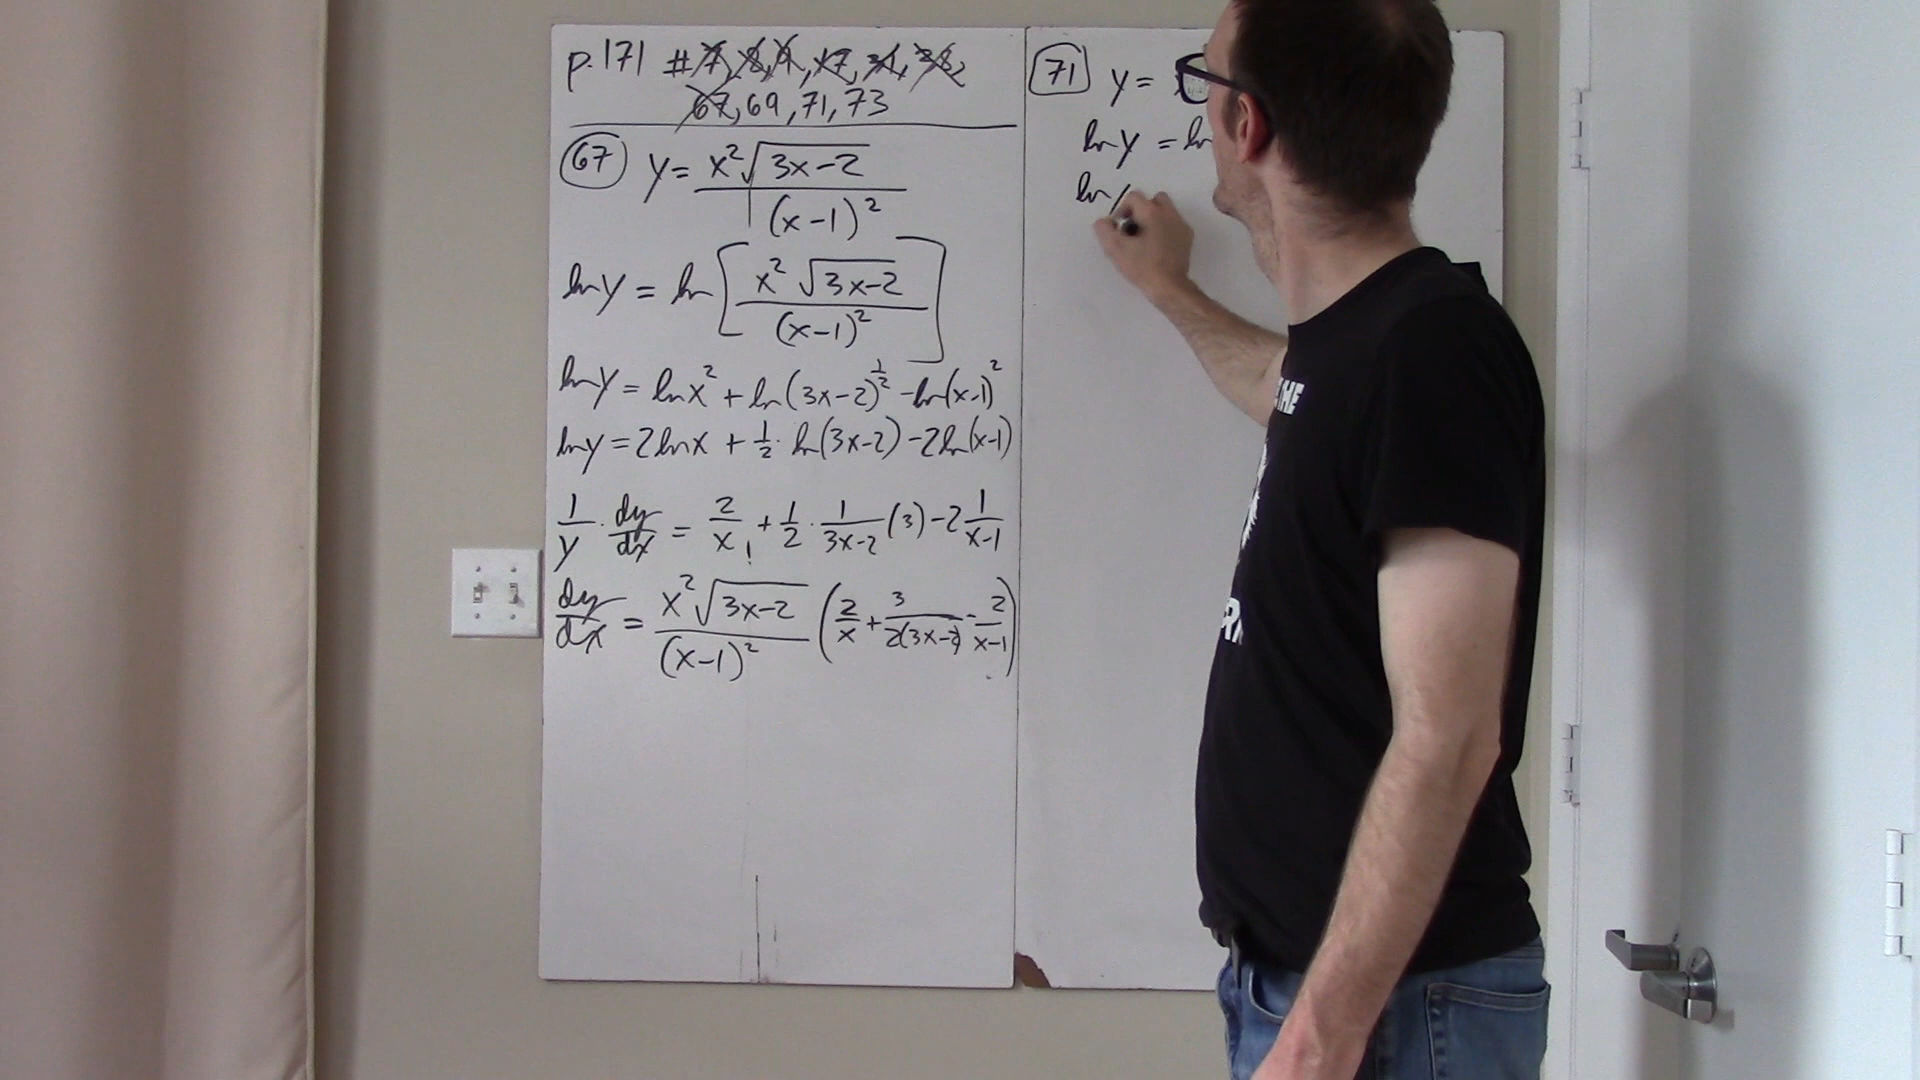 p.171 #7, 8, 9, 17, 31, 38,
67, 69, 71, 73
67 y = x²√(3x-2) / (x-1)²
ln y = ln [ x²√(3x-2) / (x-1)² ]
ln y = ln x² + ln(3x-2)^½ - ln(x-1)²
ln y = 2 ln x + ½ · ln(3x-2) - 2 ln(x-1)
1/y · dy/dx = 2/x + 1/2 · 1/(3x-2) (3) - 2 1/(x-1)
dy/dx = x²√(3x-2) / (x-1)² ( 2/x + 3/2(3x-2) - 2/(x-1) )
71 y =
ln y = ln
ln